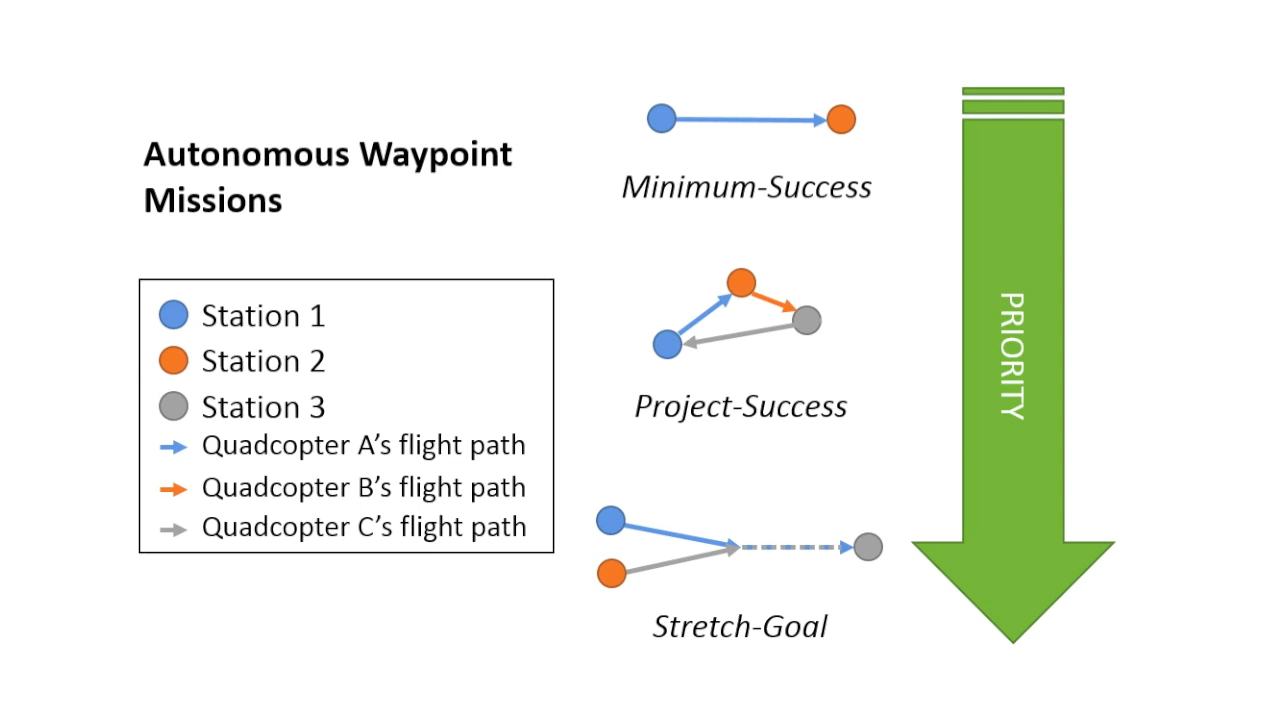 Autonomous Waypoint
Missions
Station 1
Station 2
Station 3
Quadcopter A's flight path
Quadcopter B's flight path
Quadcopter C's flight path
Minimum-Success
Project-Success
Stretch-Goal
PRIORITY